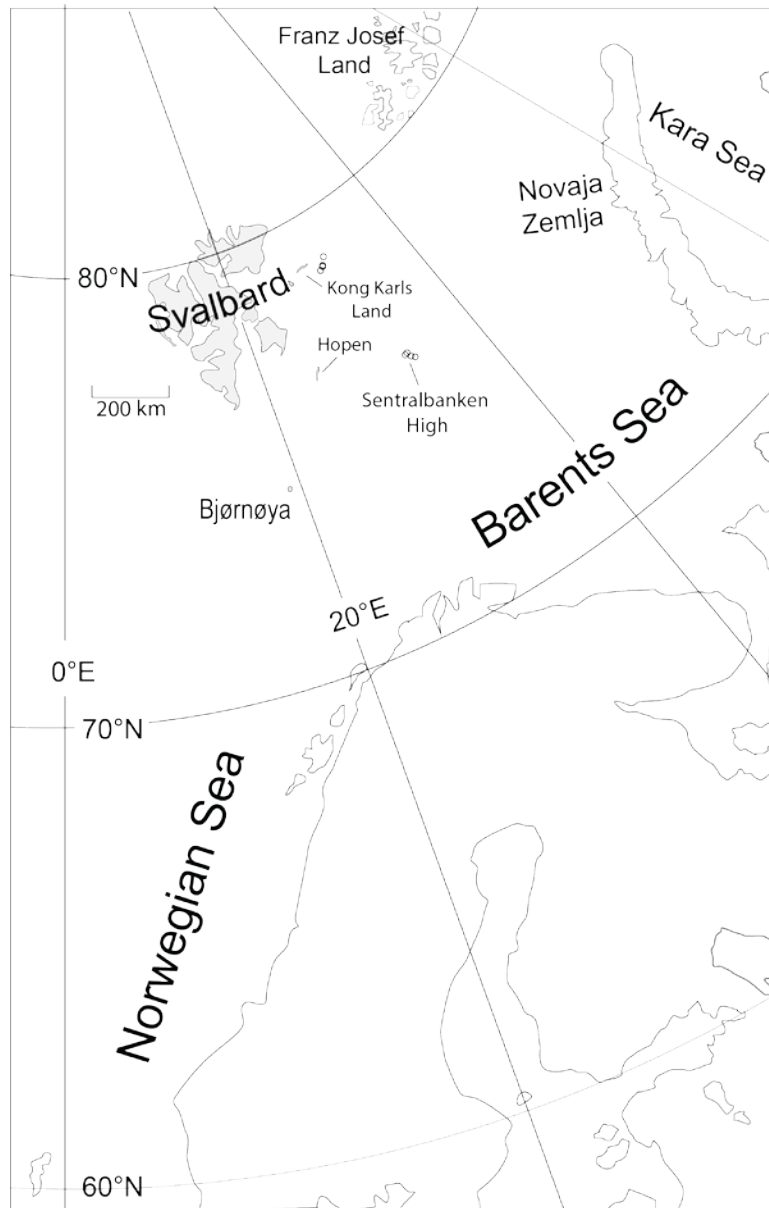 Franz Josef
Land
Kara Sea
Novaja
Zemlja
80°N
Svalbard
Kong Karls
Land
Hopen
200 km
Sentralbanken
High
Barents Sea
Bjørnøya
20°E
0°E
70°N
Norwegian Sea
60°N